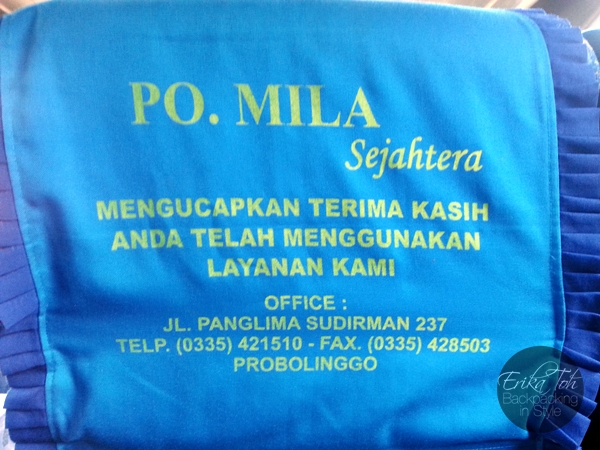 PO. MILA
Sejahtera
MENGUCAPKAN TERIMA KASIH
ANDA TELAH MENGGUNAKAN
LAYANAN KAMI
OFFICE :
JL. PANGLIMA SUDIRMAN 237
TELP. (0335) 421510 - FAX. (0335) 428503
PROBOLINGGO
Erika Toh
Backpacking
in Style